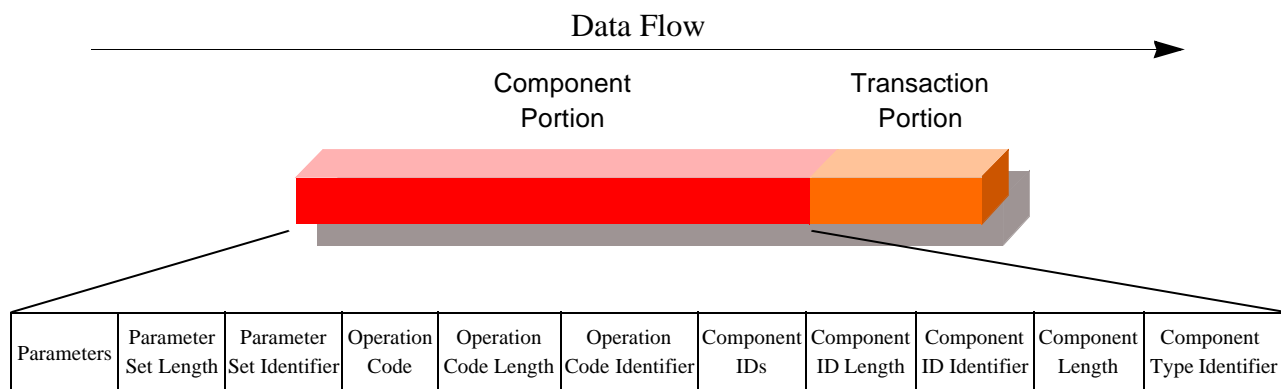 Data Flow
Component
Portion
Transaction
Portion
Parameters
Parameter
Set Length
Parameter
Set Identifier
Operation
Code
Operation
Code Length
Operation
Code Identifier
Component
IDs
Component
ID Length
Component
ID Identifier
Component
Length
Component
Type Identifier